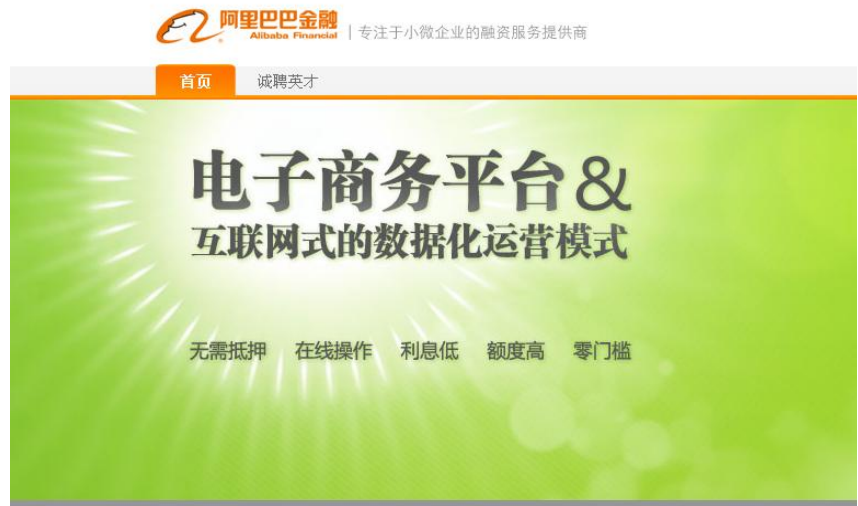 阿里巴巴金融
Alibaba Financial
专注于小微企业的融资服务提供商
首页 诚聘英才
电子商务平台&
互联网式的数据化运营模式
无需抵押 在线操作 利息低 额度高 零门槛